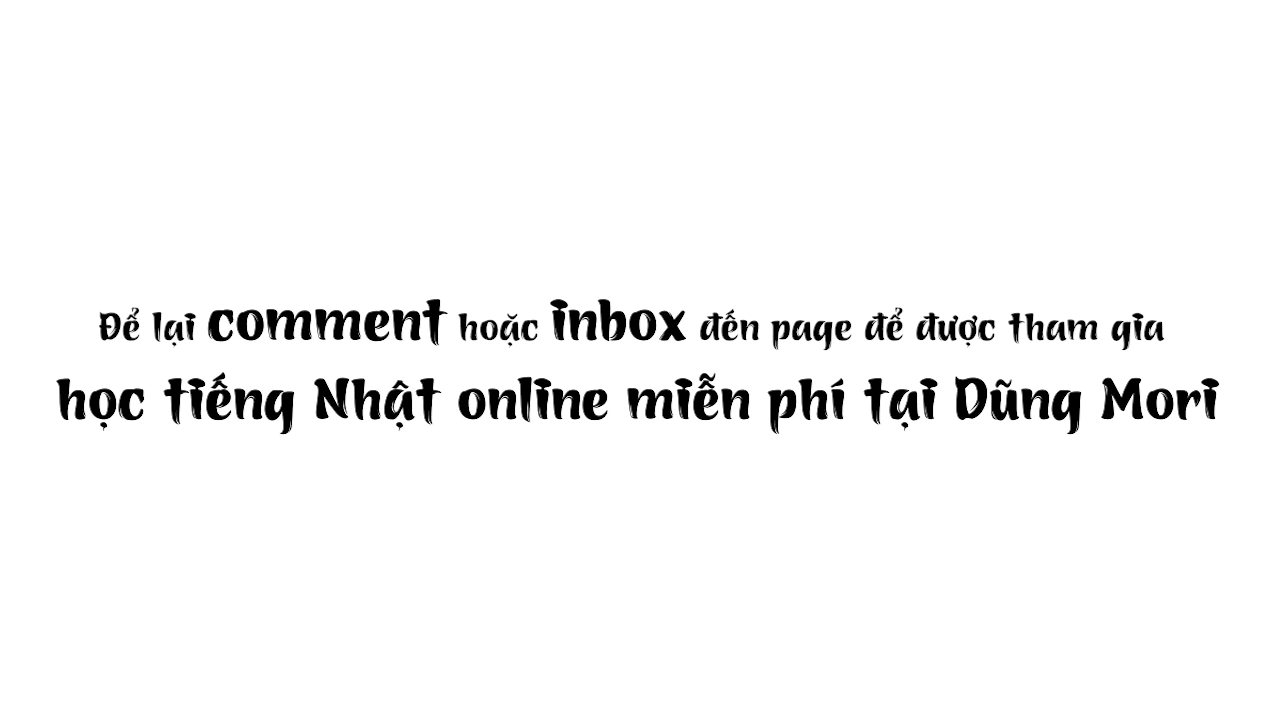 Để lại comment hoặc inbox đến page để được tham gia
học tiếng Nhật online miễn phí tại Dũng Mori